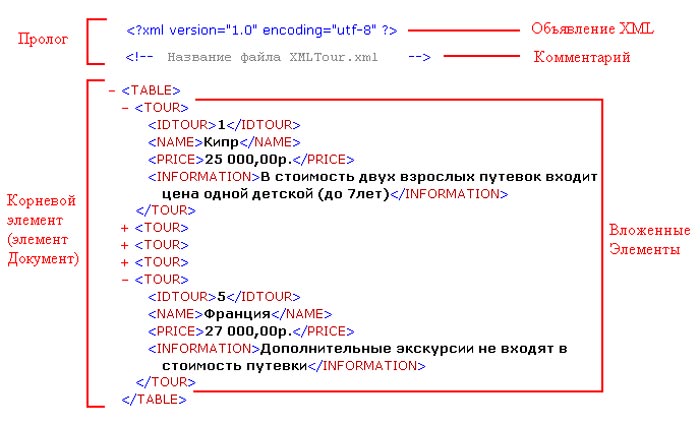 Пролог
<?xml version="1.0" encoding="utf-8" ?>
Объявление XML
<!-- Название файла XMLTour.xml -->
Комментарий
Корневой
элемент
(элемент
Документ)
- <TABLE>
- <TOUR>
<IDTOUR>1</IDTOUR>
<NAME>Кипр</NAME>
<PRICE>25 000,00р.</PRICE>
<INFORMATION>В стоимость двух взрослых путевок входит
цена одной детской (до 7лет)</INFORMATION>
</TOUR>
+ <TOUR>
+ <TOUR>
+ <TOUR>
- <TOUR>
<IDTOUR>5</IDTOUR>
<NAME>Франция</NAME>
<PRICE>27 000,00р.</PRICE>
<INFORMATION>Дополнительные экскурсии не входят в
стоимость путевки</INFORMATION>
</TOUR>
</TABLE>
Вложенные
Элементы